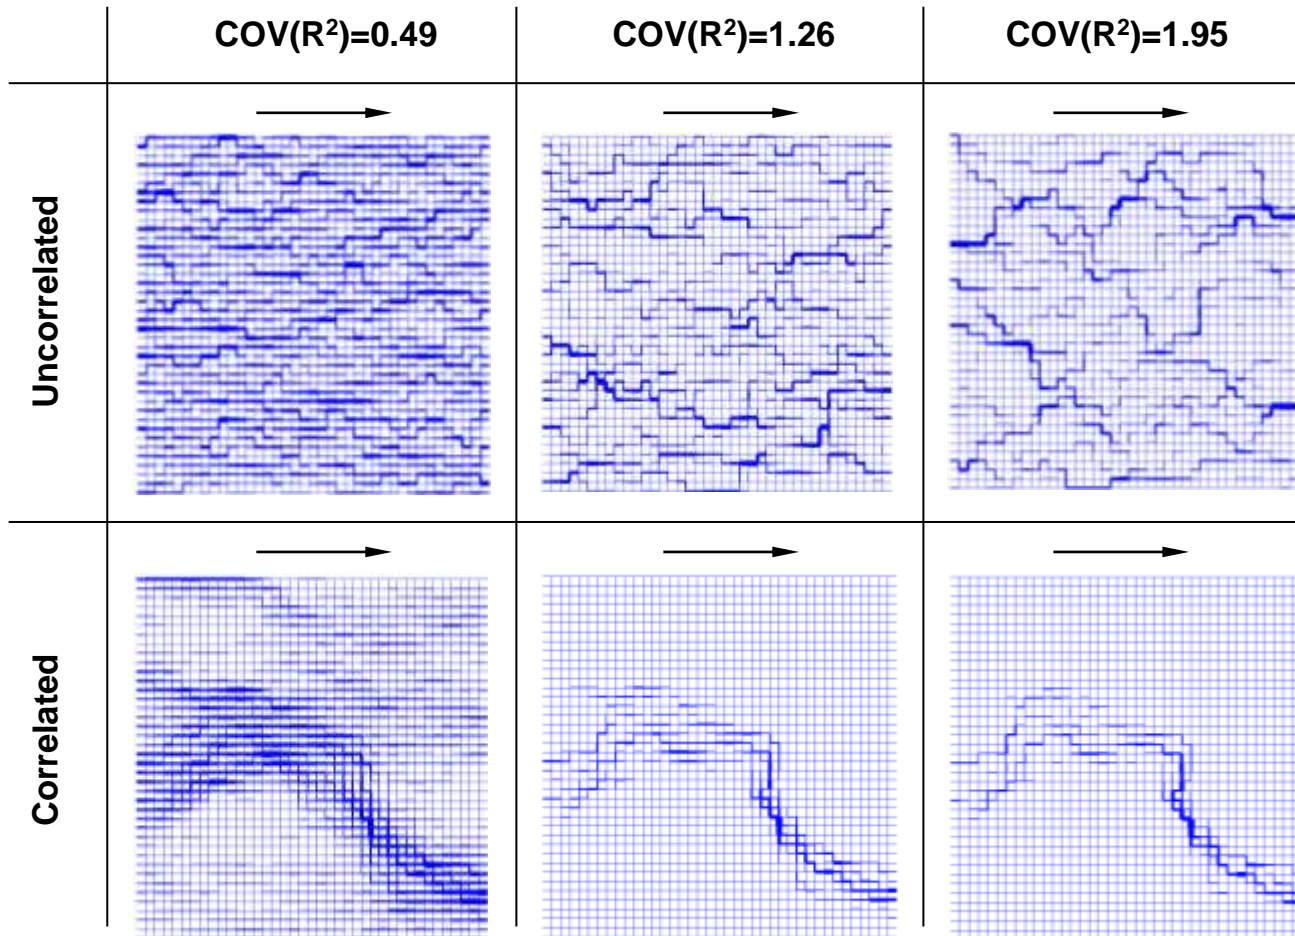 COV(R²)=0.49
COV(R²)=1.26
COV(R²)=1.95
Uncorrelated
Correlated